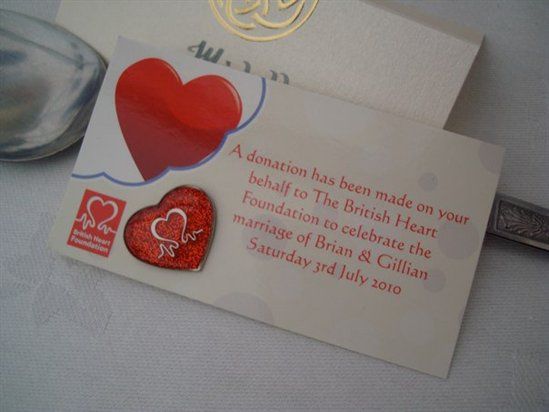 A donation has been made on your
behalf to The British Heart
Foundation to celebrate the
marriage of Brian & Gillian
Saturday 3rd July 2010
British Heart
Foundation